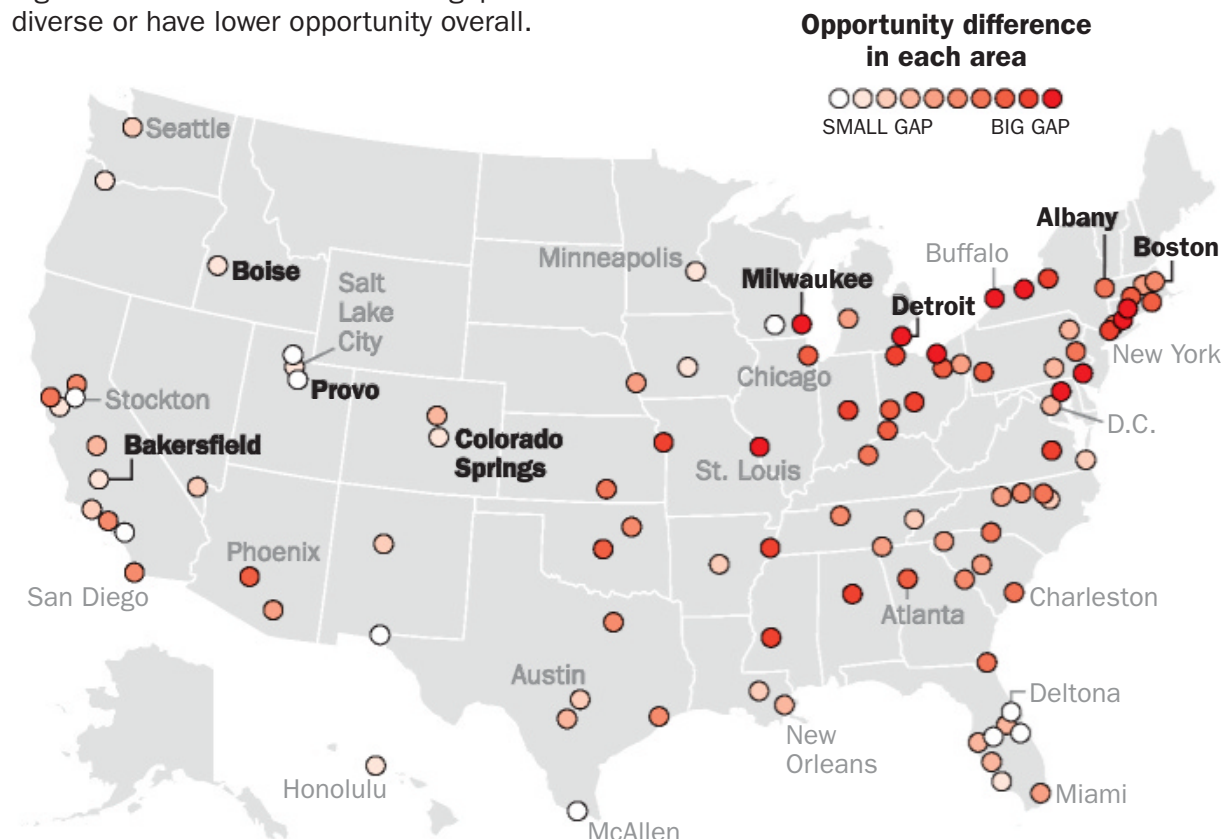 diverse or have lower opportunity overall.
Opportunity difference
in each area
SMALL GAP
BIG GAP
Seattle
Albany
Buffalo
Boston
Minneapolis
Boise
Milwaukee
Salt
Lake
City
Detroit
New York
Chicago
Provo
Stockton
D.C.
Bakersfield
Colorado
Springs
St. Louis
Phoenix
San Diego
Charleston
Atlanta
Austin
Deltona
New
Orleans
Honolulu
Miami
McAllen